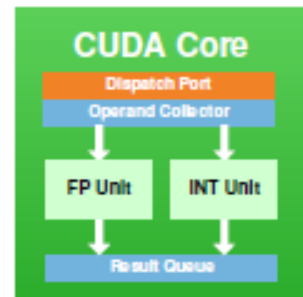 CUDA Core
Dispatch Port
Operand Collector
FP Unit INT Unit
Result Queue